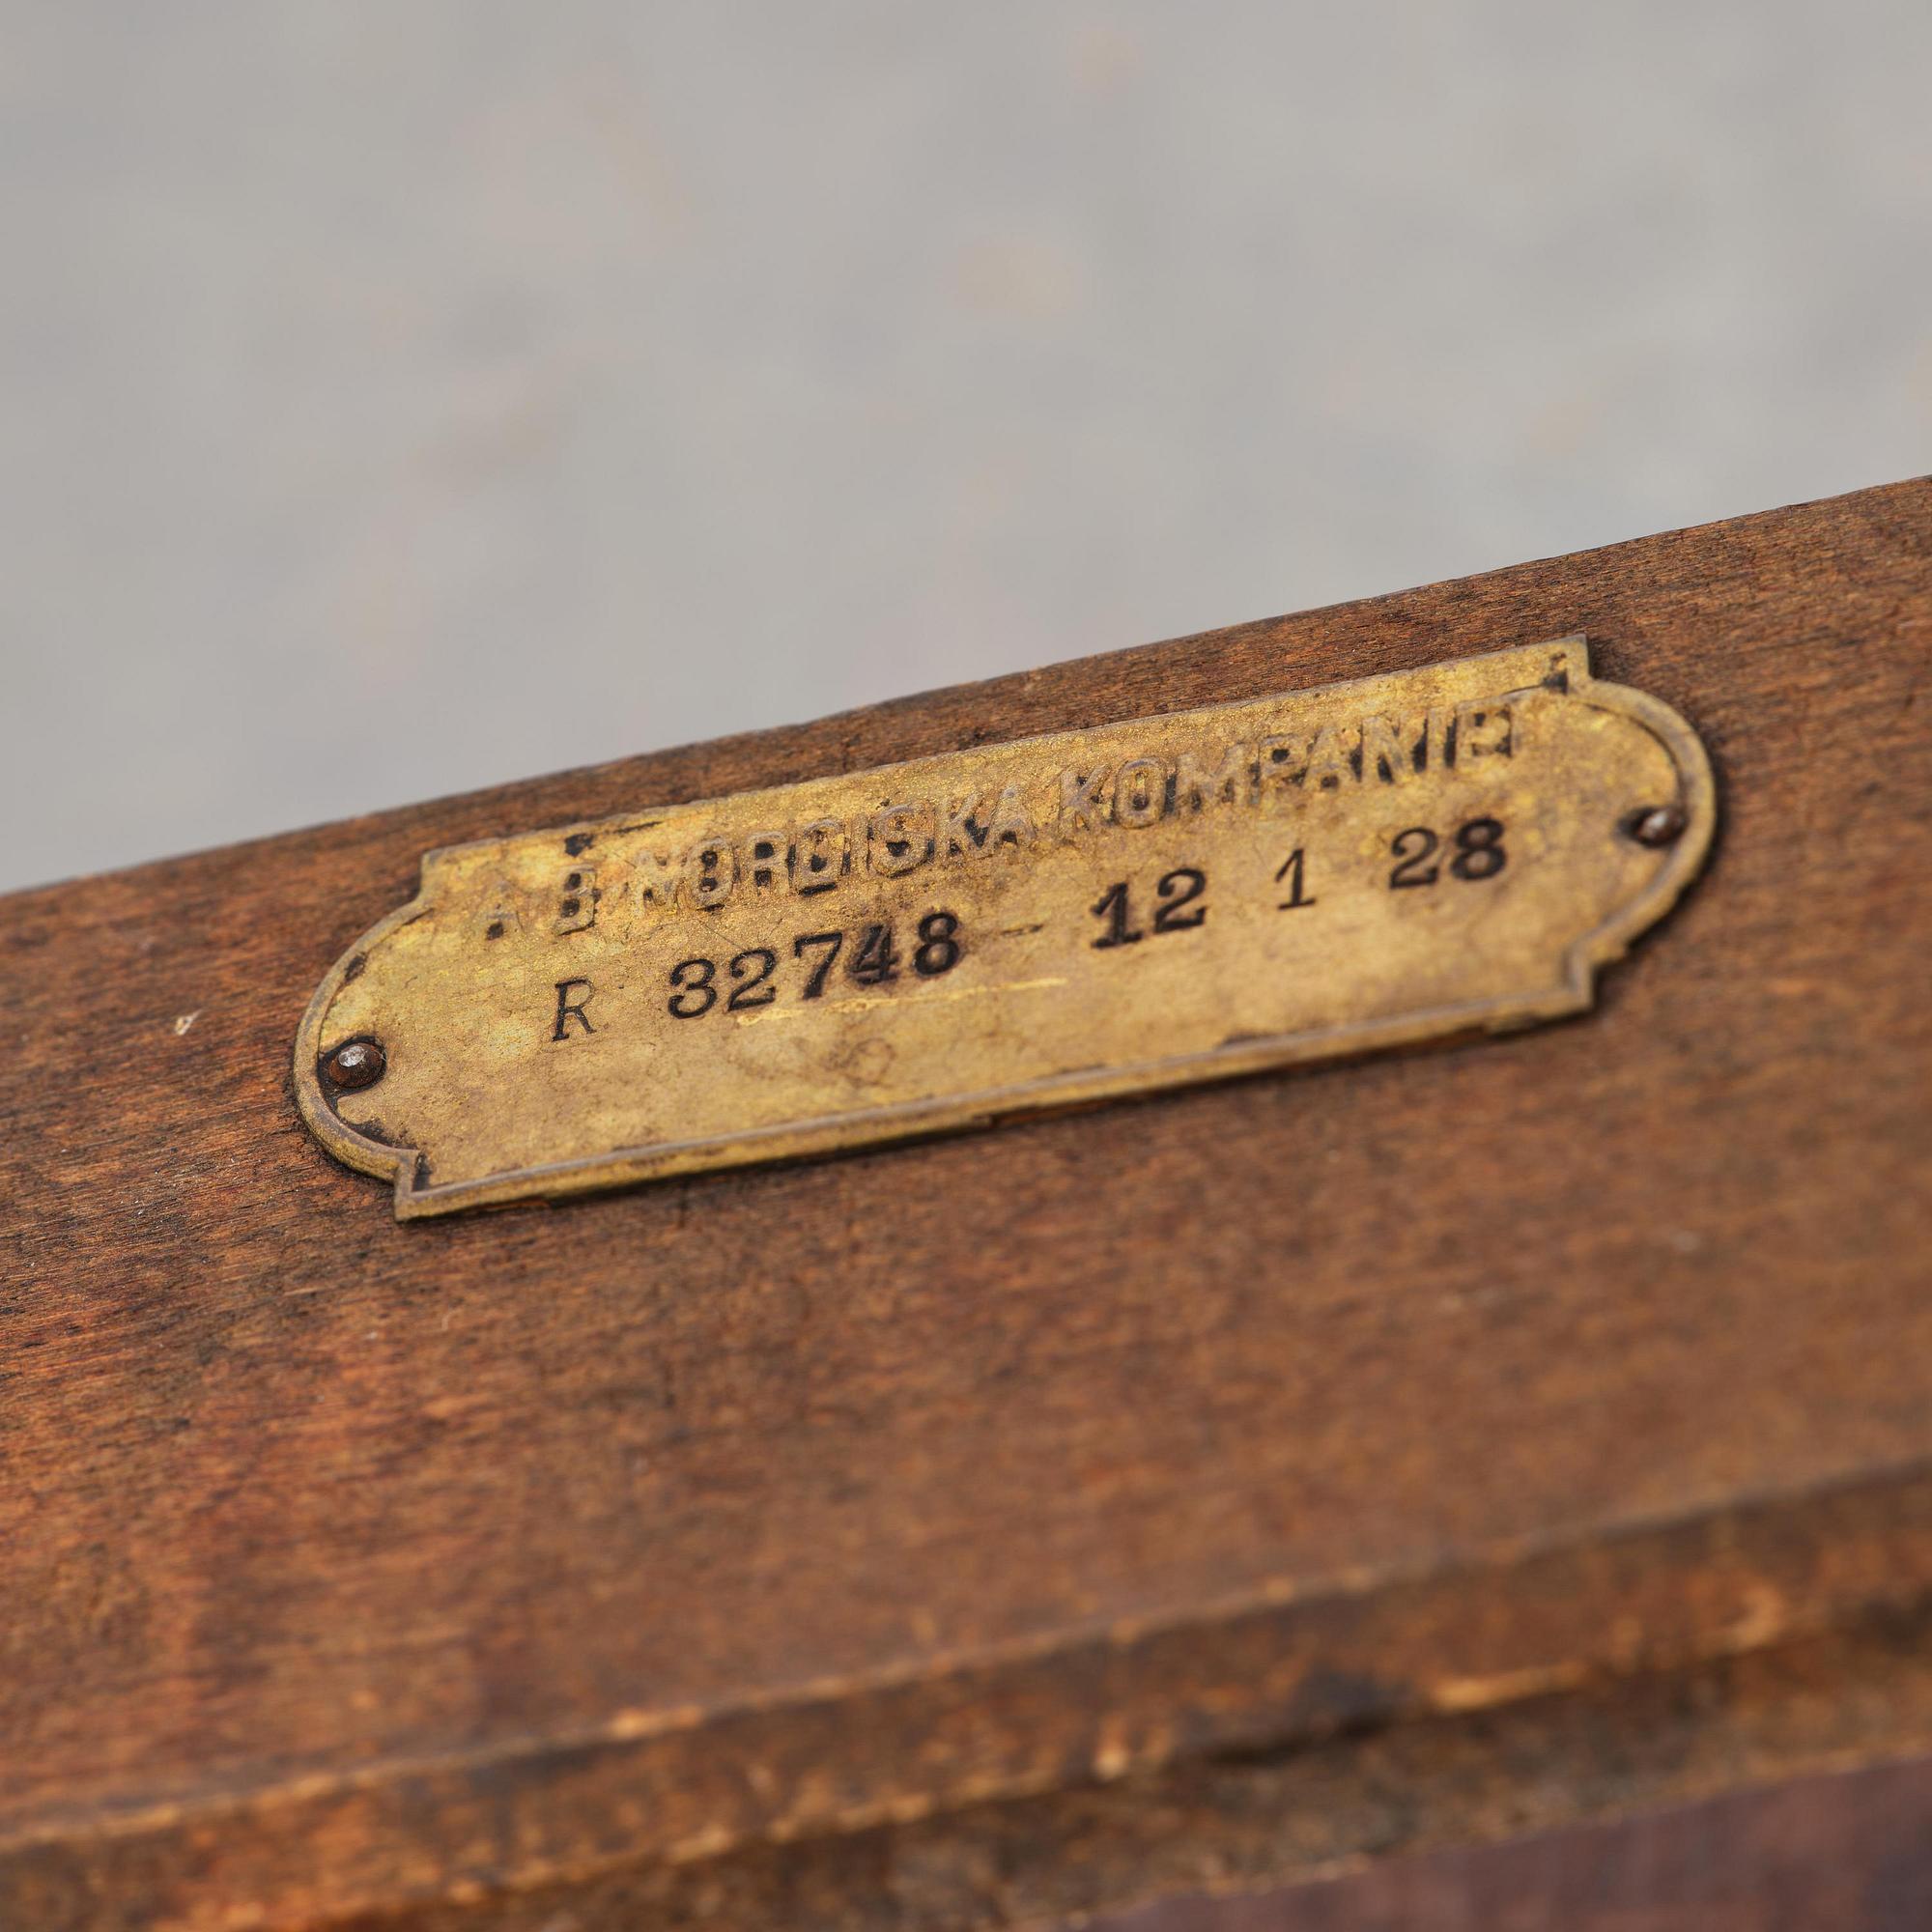 A B NORDISKA KOMPANIET
R 32748 - 12 1 28